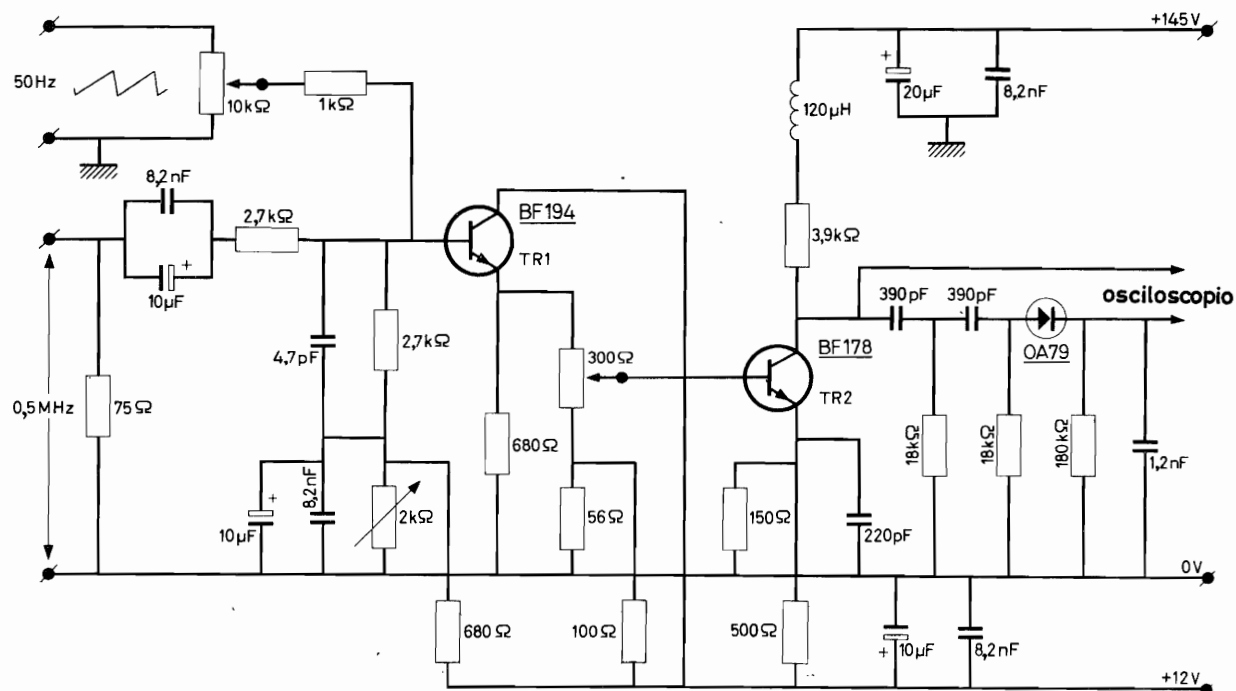 +145V
50Hz
10kΩ
1kΩ
+
20µF
8,2nF
120µH
8,2nF
2,7kΩ
+
10µF
BF194
TR1
3,9kΩ
390pF
390pF
osciloscopio
OA79
4,7pF
2,7kΩ
300Ω
BF178
TR2
0,5MHz
75Ω
680Ω
18kΩ
18kΩ
180kΩ
1,2nF
+
10µF
8,2nF
2kΩ
56Ω
150Ω
220pF
0V
680Ω
100Ω
500Ω
+
10µF
8,2nF
+12V